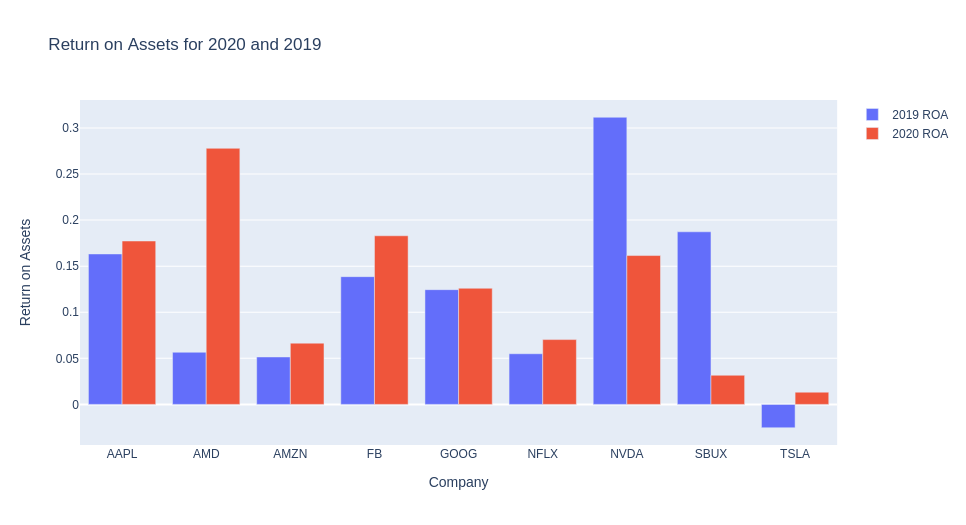 Return on Assets for 2020 and 2019
2019 ROA
2020 ROA
Return on Assets
0.3
0.25
0.2
0.15
0.1
0.05
0
AAPL AMD AMZN FB GOOG NFLX NVDA SBUX TSLA
Company